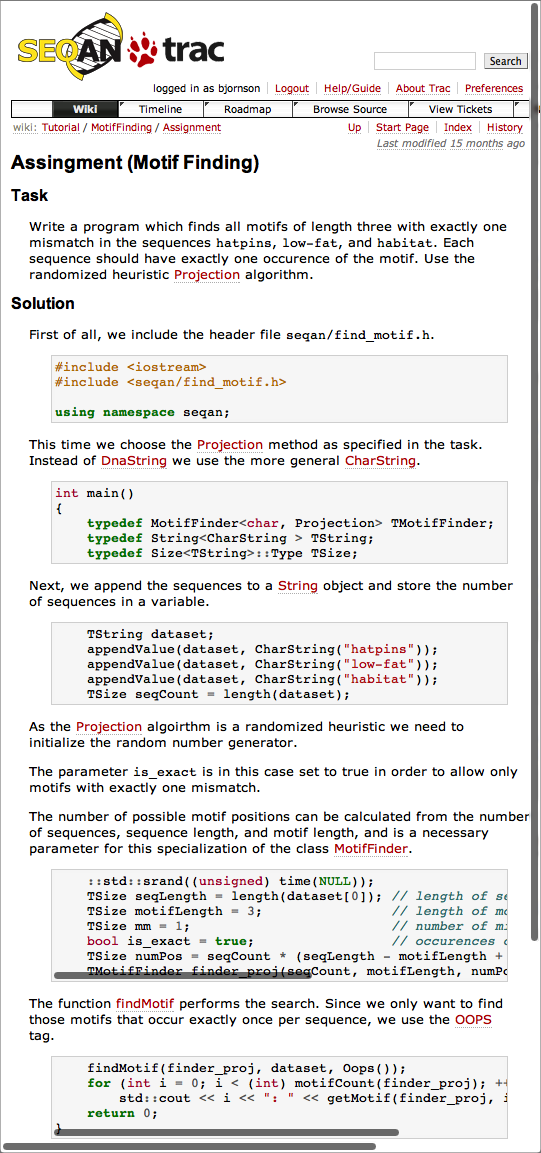 SEQAN trac
Search
logged in as bjornson Logout Help/Guide About Trac Preferences
Wiki Timeline Roadmap Browse Source View Tickets
wiki: Tutorial / MotifFinding / Assignment Up Start Page Index History
Last modified 15 months ago
Assingment (Motif Finding)
Task
Write a program which finds all motifs of length three with exactly one
mismatch in the sequences hatpins, low-fat, and habitat. Each
sequence should have exactly one occurence of the motif. Use the
randomized heuristic Projection algorithm.
Solution
First of all, we include the header file seqan/find_motif.h.
#include <iostream>
#include <seqan/find_motif.h>
using namespace seqan;
This time we choose the Projection method as specified in the task.
Instead of DnaString we use the more general CharString.
int main()
{
typedef MotifFinder<char, Projection> TMotifFinder;
typedef String<CharString > TString;
typedef Size<TString>::Type TSize;
Next, we append the sequences to a String object and store the number
of sequences in a variable.
TString dataset;
appendValue(dataset, CharString("hatpins"));
appendValue(dataset, CharString("low-fat"));
appendValue(dataset, CharString("habitat"));
TSize seqCount = length(dataset);
As the Projection algoirthm is a randomized heuristic we need to
initialize the random number generator.
The parameter is_exact is in this case set to true in order to allow only
motifs with exactly one mismatch.
The number of possible motif positions can be calculated from the number
of sequences, sequence length, and motif length, and is a necessary
parameter for this specialization of the class MotifFinder.
::std::srand((unsigned) time(NULL));
TSize seqLength = length(dataset[0]); // length of se
TSize motifLength = 3; // length of mo
TSize mm = 1; // number of mi
bool is_exact = true; // occurences o
TSize numPos = seqCount * (seqLength - motifLength +
TMotifFinder finder_proj(seqCount, motifLength, numPo
The function findMotif performs the search. Since we only want to find
those motifs that occur exactly once per sequence, we use the OOPS
tag.
findMotif(finder_proj, dataset, Oops());
for (int i = 0; i < (int) motifCount(finder_proj); ++
std::cout << i << ": " << getMotif(finder_proj, i
return 0;
}